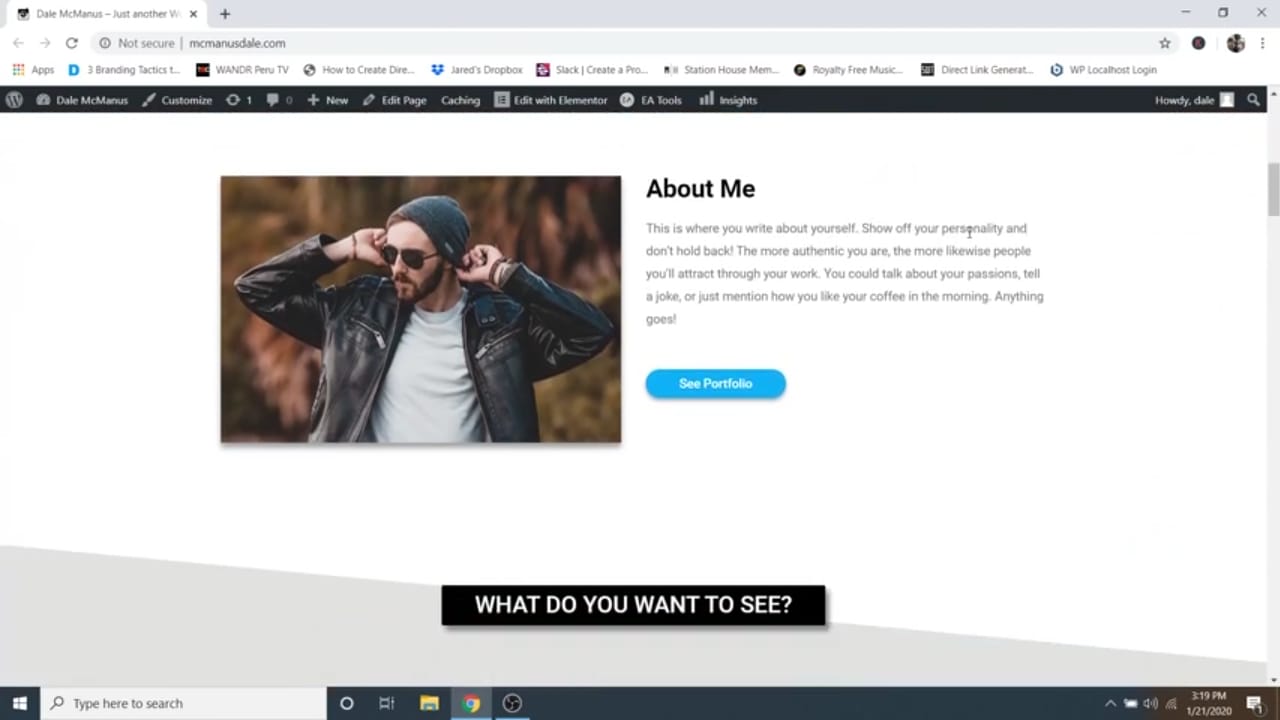 Dale McManus – Just another W
Not secure | mcmanusdale.com
Apps 3 Branding Tactics t... WANDR Peru TV How to Create Dire... Jared's Dropbox Slack | Create a Pro... Station House Mem... Royalty Free Music... Direct Link Generat... WP Localhost Login
Dale McManus Customize 1 0 New Edit Page Caching Edit with Elementor EA Tools Insights Howdy, dale
About Me
This is where you write about yourself. Show off your personality and
don't hold back! The more authentic you are, the more likewise people
you'll attract through your work. You could talk about your passions, tell
a joke, or just mention how you like your coffee in the morning. Anything
goes!
See Portfolio
WHAT DO YOU WANT TO SEE?
Type here to search
3:19 PM
1/21/2020